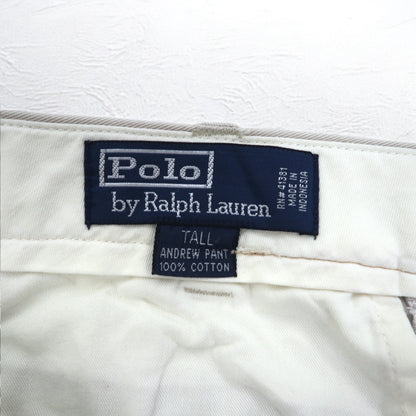 Polo
by Ralph Lauren
RN# 41381
MADE IN
INDONESIA
TALL
ANDREW PANT
100% COTTON